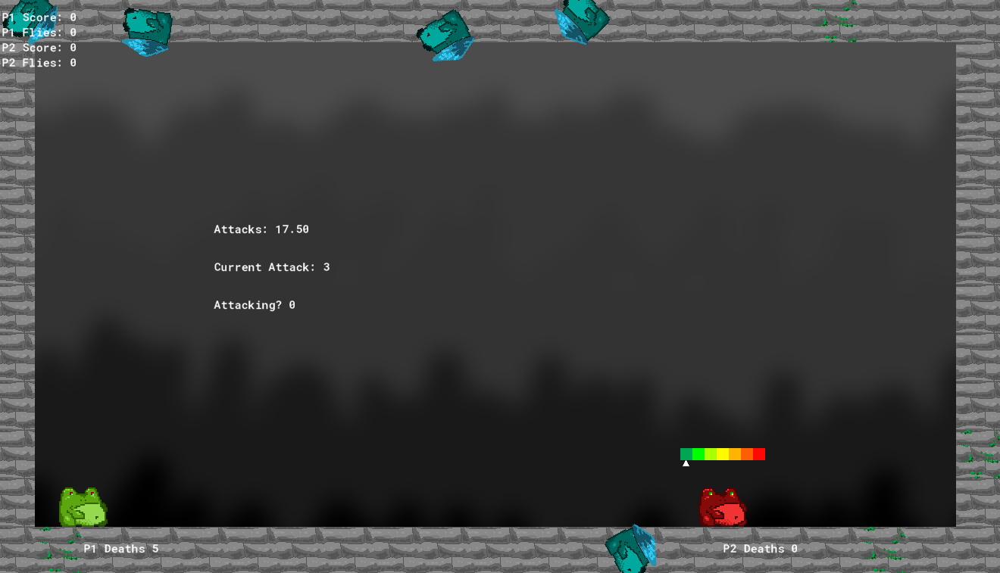 P1 Score: 0
P1 Flies: 0
P2 Score: 0
P2 Flies: 0
Attacks: 17.50
Current Attack: 3
Attacking? 0
P1 Deaths 5
P2 Deaths 0